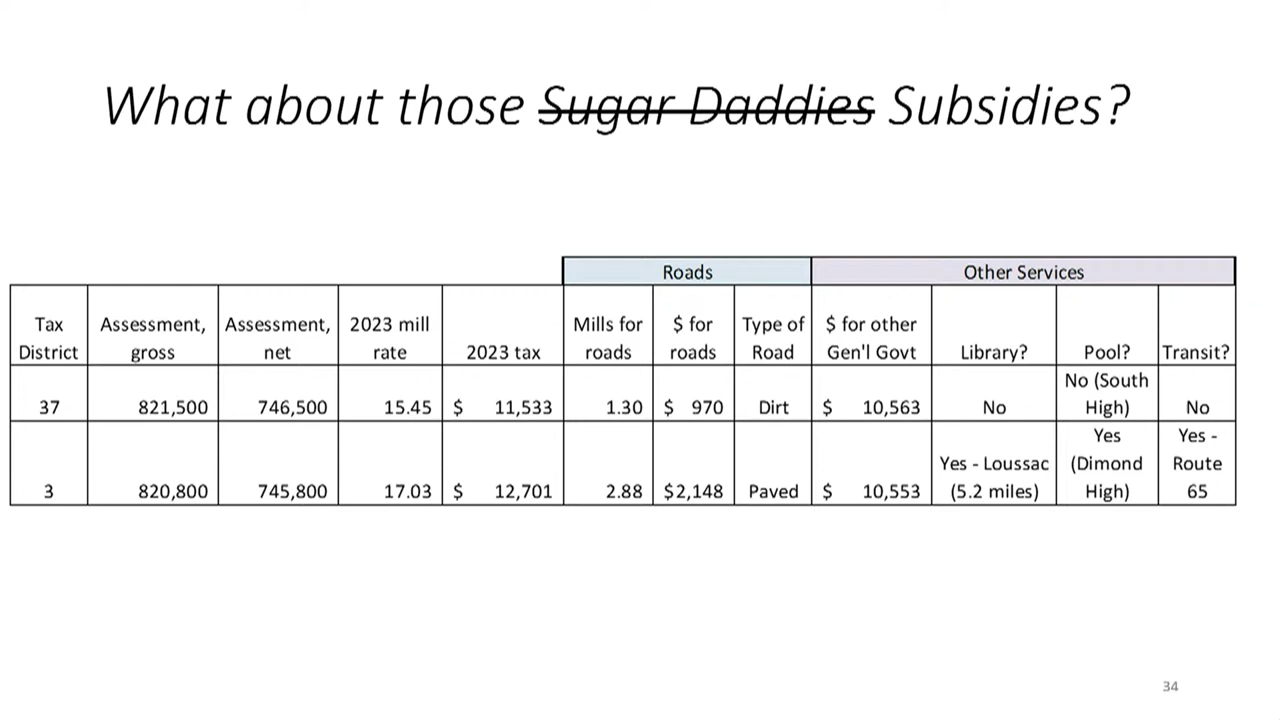 What about those Sugar Daddies Subsidies?
Roads Other Services
Tax District Assessment, gross Assessment, net 2023 mill rate 2023 tax Mills for roads $ for roads Type of Road $ for other Gen'l Govt Library? Pool? Transit?
37 821,500 746,500 15.45 $ 11,533 1.30 $ 970 Dirt $ 10,563 No No (South High) No
3 820,800 745,800 17.03 $ 12,701 2.88 $2,148 Paved $ 10,553 Yes - Loussac (5.2 miles) Yes (Dimond High) Yes - Route 65
34